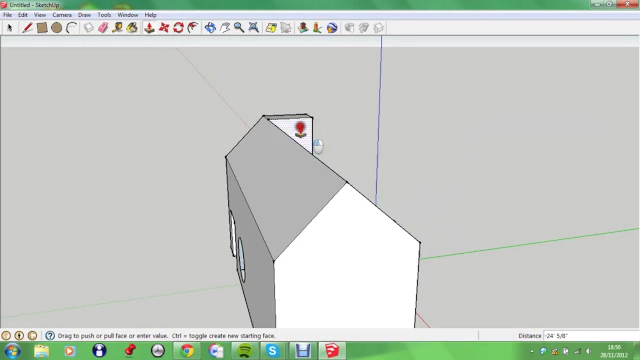 Untitled - SketchUp
File Edit View Camera Draw Tools Window Help
Drag to push or pull face or enter value. Ctrl = toggle create new starting face.
Distance -24' 5/8"
18:50
28/11/2012